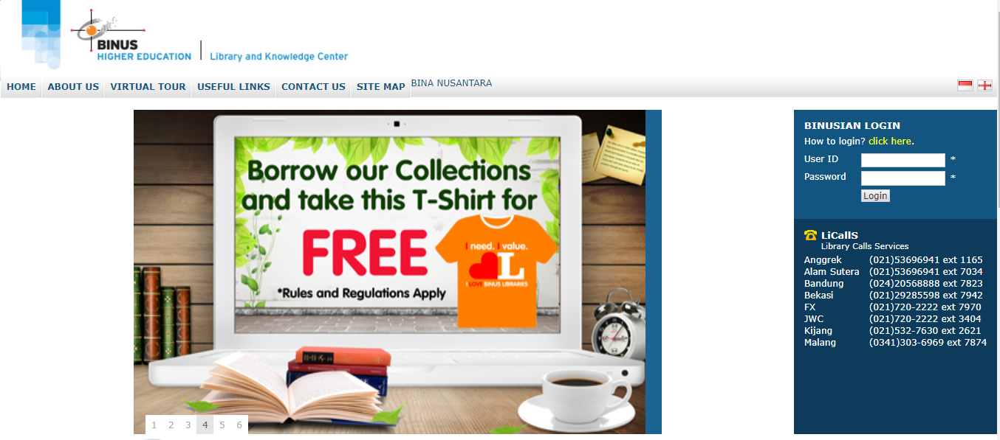 BINUS
HIGHER EDUCATION
Library and Knowledge Center
HOME ABOUT US VIRTUAL TOUR USEFUL LINKS CONTACT US SITE MAP BINA NUSANTARA
Borrow our Collections
and take this T-Shirt for
FREE
I need. I value.
L
I LOVE BINUS LIBRARIES
*Rules and Regulations Apply
1 2 3 4 5 6
BINUSIAN LOGIN
How to login? click here.
User ID *
Password *
Login
LiCallS
Library Calls Services
Anggrek (021)53696941 ext 1165
Alam Sutera (021)53696941 ext 7034
Bandung (024)20568888 ext 7823
Bekasi (021)29285598 ext 7942
FX (021)720-2222 ext 7970
JWC (021)720-2222 ext 3404
Kijang (021)532-7630 ext 2621
Malang (0341)303-6969 ext 7874